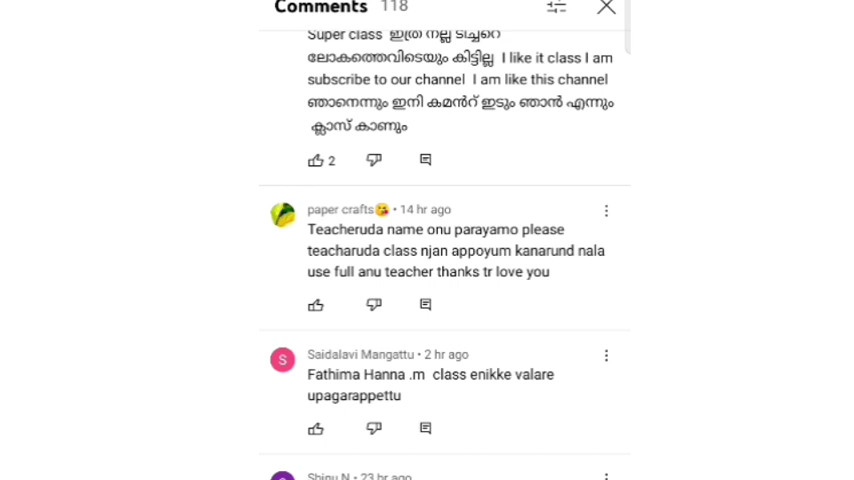 Comments 118
Super class ഇത്ര നല്ല ടീച്ചറെ
ലോകത്തെവിടെയും കിട്ടില്ല I like it class I am
subscribe to our channel I am like this channel
ഞാനെന്നും ഇനി കമൻറ് ഇടും ഞാൻ എന്നും
ക്ലാസ് കാണും
2
paper crafts😘 • 14 hr ago
Teacheruda name onu parayamo please
teacharuda class njan appoyum kanarund nala
use full anu teacher thanks tr love you
S
Saidalavi Mangattu • 2 hr ago
Fathima Hanna .m class enikke valare
upagarappettu
Shinu N • 23 hr ago